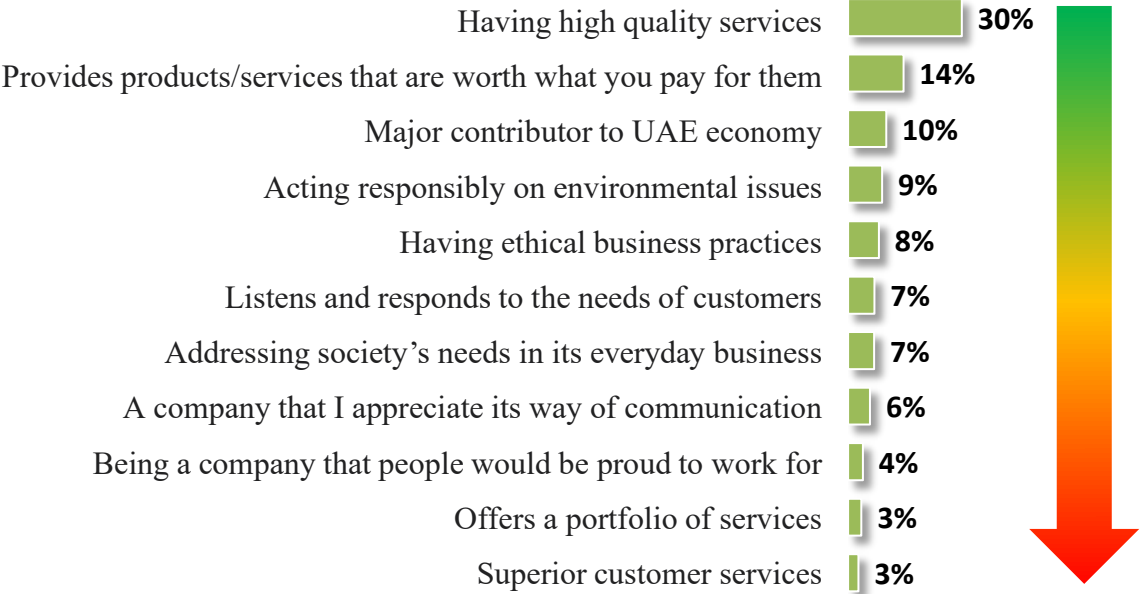 Having high quality services 30%
Provides products/services that are worth what you pay for them 14%
Major contributor to UAE economy 10%
Acting responsibly on environmental issues 9%
Having ethical business practices 8%
Listens and responds to the needs of customers 7%
Addressing society’s needs in its everyday business 7%
A company that I appreciate its way of communication 6%
Being a company that people would be proud to work for 4%
Offers a portfolio of services 3%
Superior customer services 3%